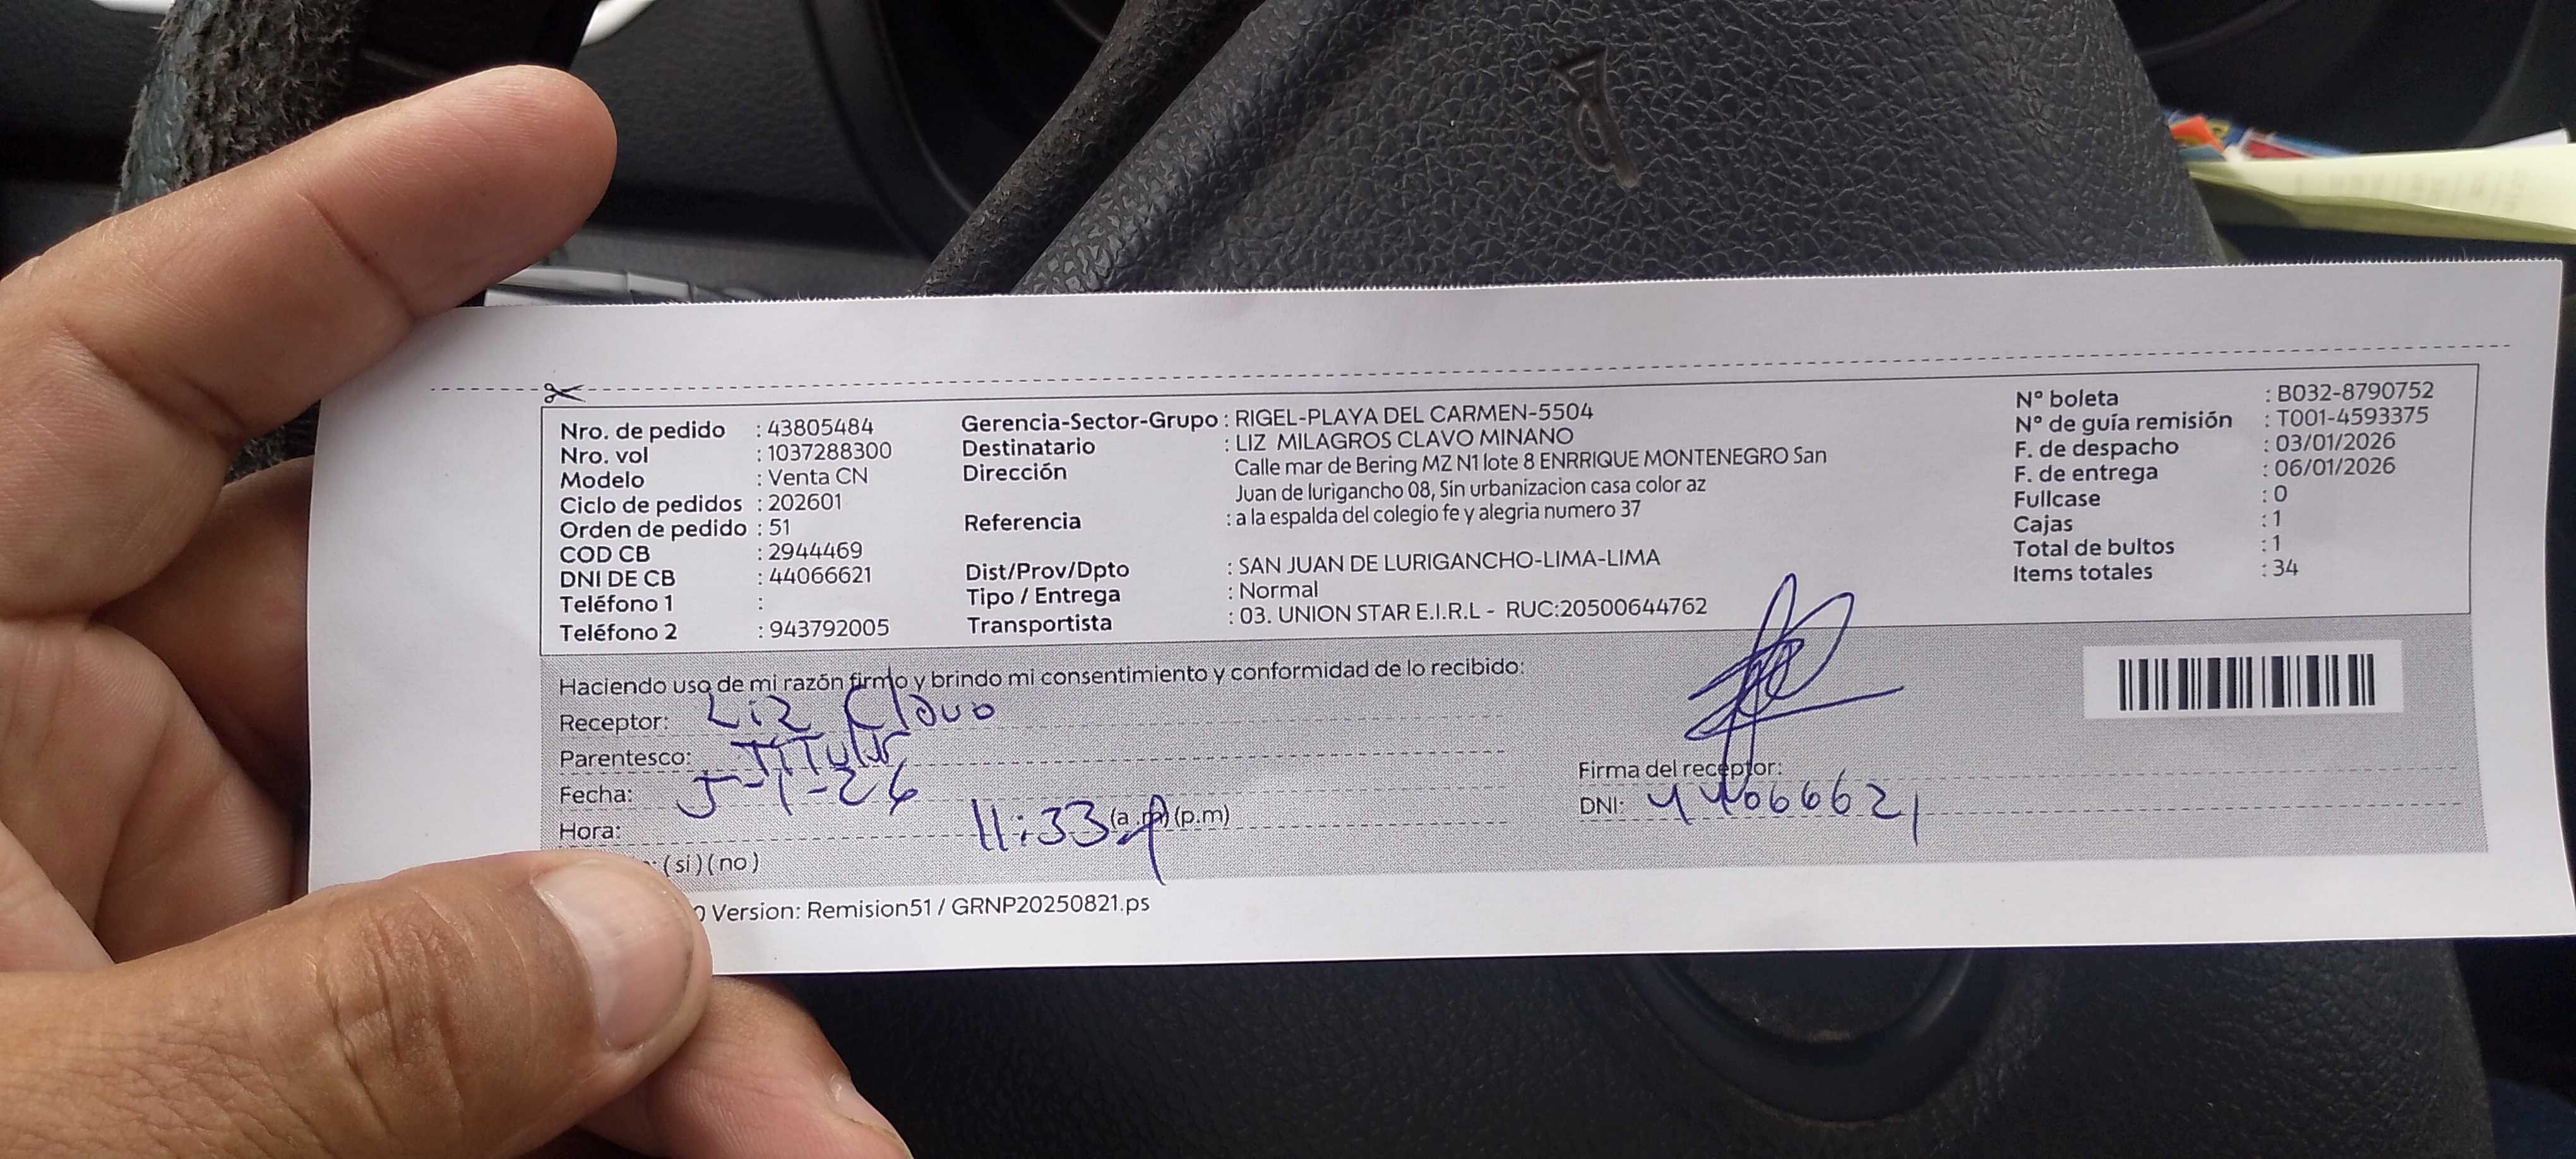 Nro. de pedido : 43805484
Nro. vol : 1037288300
Modelo : Venta CN
Ciclo de pedidos : 202601
Orden de pedido : 51
COD CB : 2944469
DNI DE CB : 44066621
Teléfono 1 :
Teléfono 2 : 943792005
Gerencia-Sector-Grupo : RIGEL-PLAYA DEL CARMEN-5504
Destinatario : LIZ MILAGROS CLAVO MINANO
Dirección Calle mar de Bering MZ N1 lote 8 ENRRIQUE MONTENEGRO San
Juan de lurigancho 08, Sin urbanizacion casa color az
Referencia : a la espalda del colegio fe y alegria numero 37
Dist/Prov/Dpto : SAN JUAN DE LURIGANCHO-LIMA-LIMA
Tipo / Entrega : Normal
Transportista : 03. UNION STAR E.I.R.L - RUC:20500644762
N° boleta : B032-8790752
N° de guía remisión : T001-4593375
F. de despacho : 03/01/2026
F. de entrega : 06/01/2026
Fullcase : 0
Cajas : 1
Total de bultos : 1
Items totales : 34
Haciendo uso de mi razón firmo y brindo mi consentimiento y conformidad de lo recibido:
Receptor: Liz Clavo
Parentesco: TiTular
Fecha: 5-1-26
Hora: 11:33 (a.m) (p.m)
(si) (no)
Firma del receptor:
DNI: 44066621
Version: Remision51 / GRNP20250821.ps